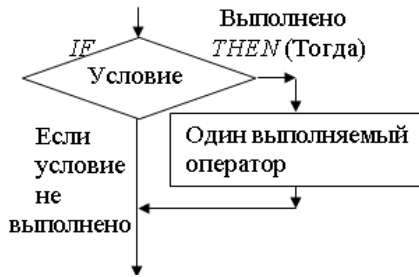 Выполнено
IF
THEN (Тогда)
Условие
Если
условие
не
выполнено
Один выполняемый
оператор